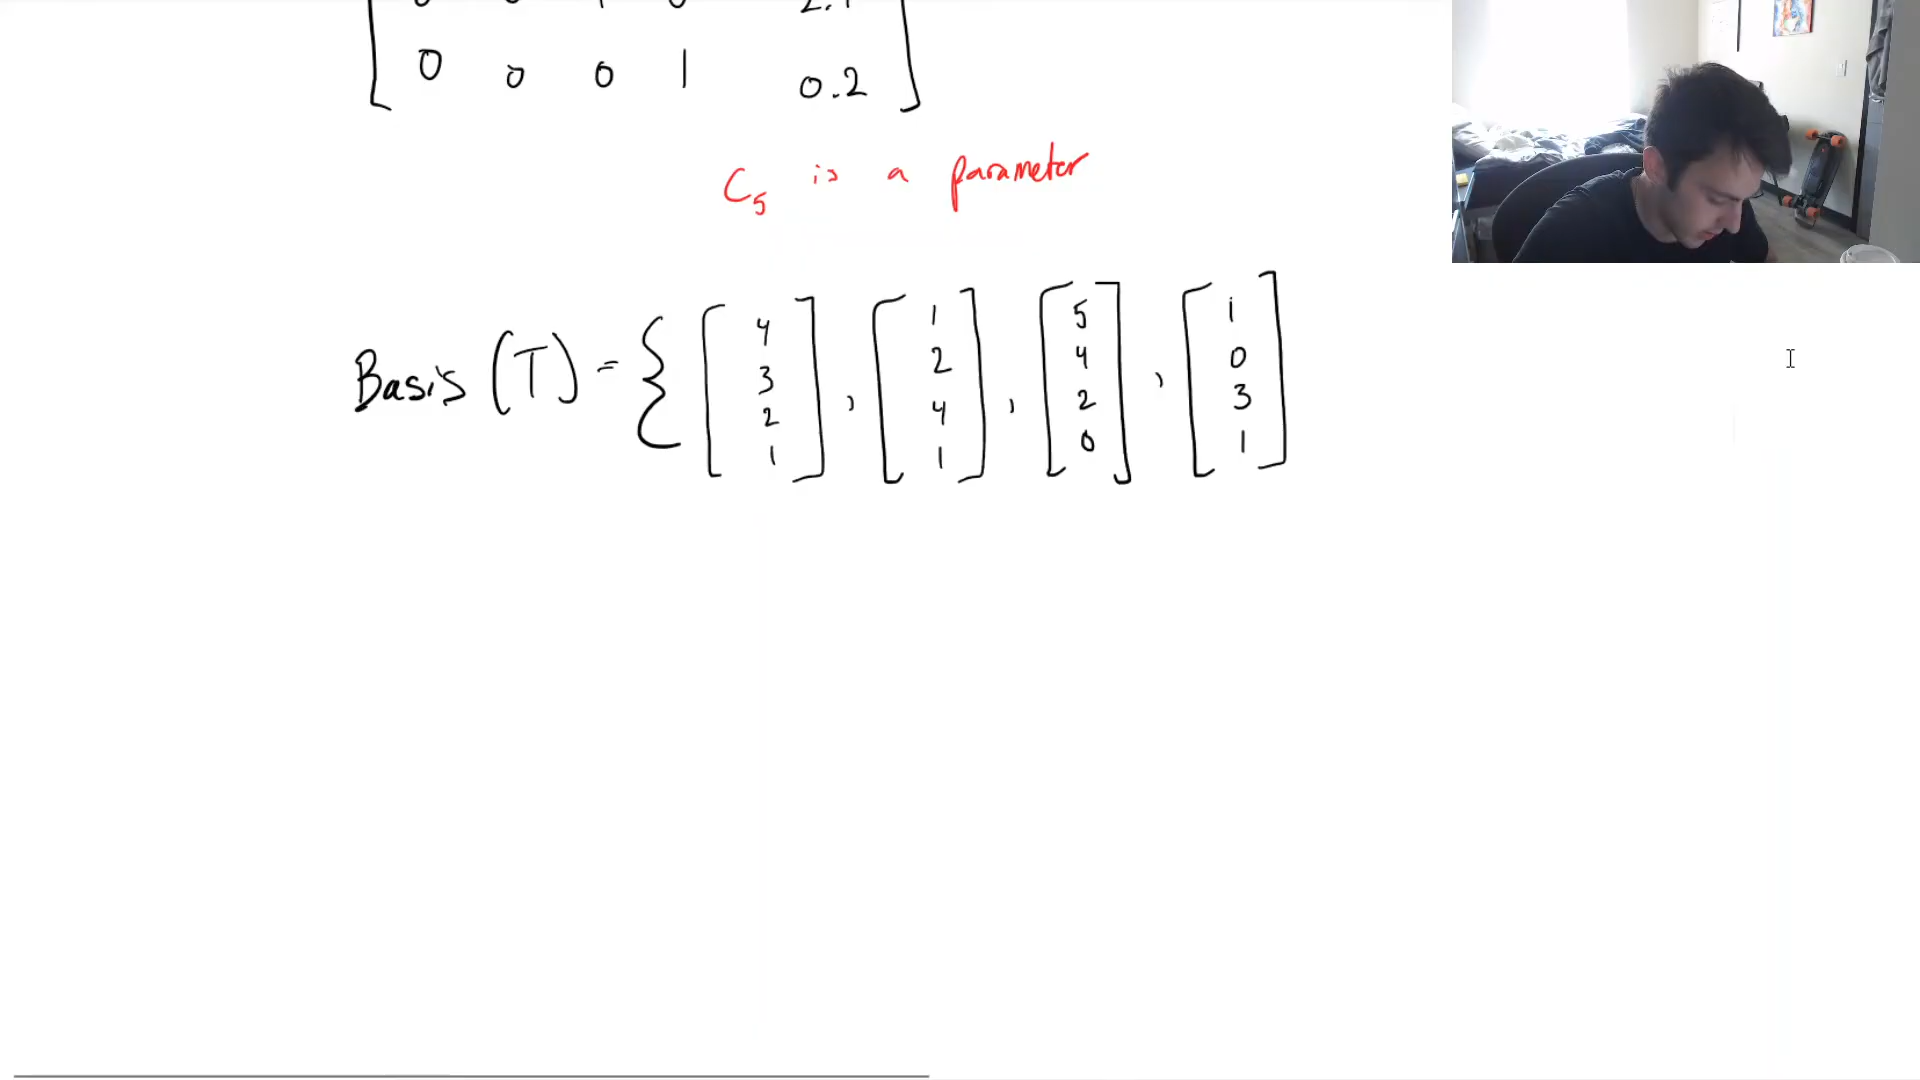 0 0 0 1 0.2
C5 is a parameter
Basis (T) = { [ 4 3 2 1 ] , [ 1 2 4 1 ] , [ 5 4 2 0 ] , [ 1 0 3 1 ]